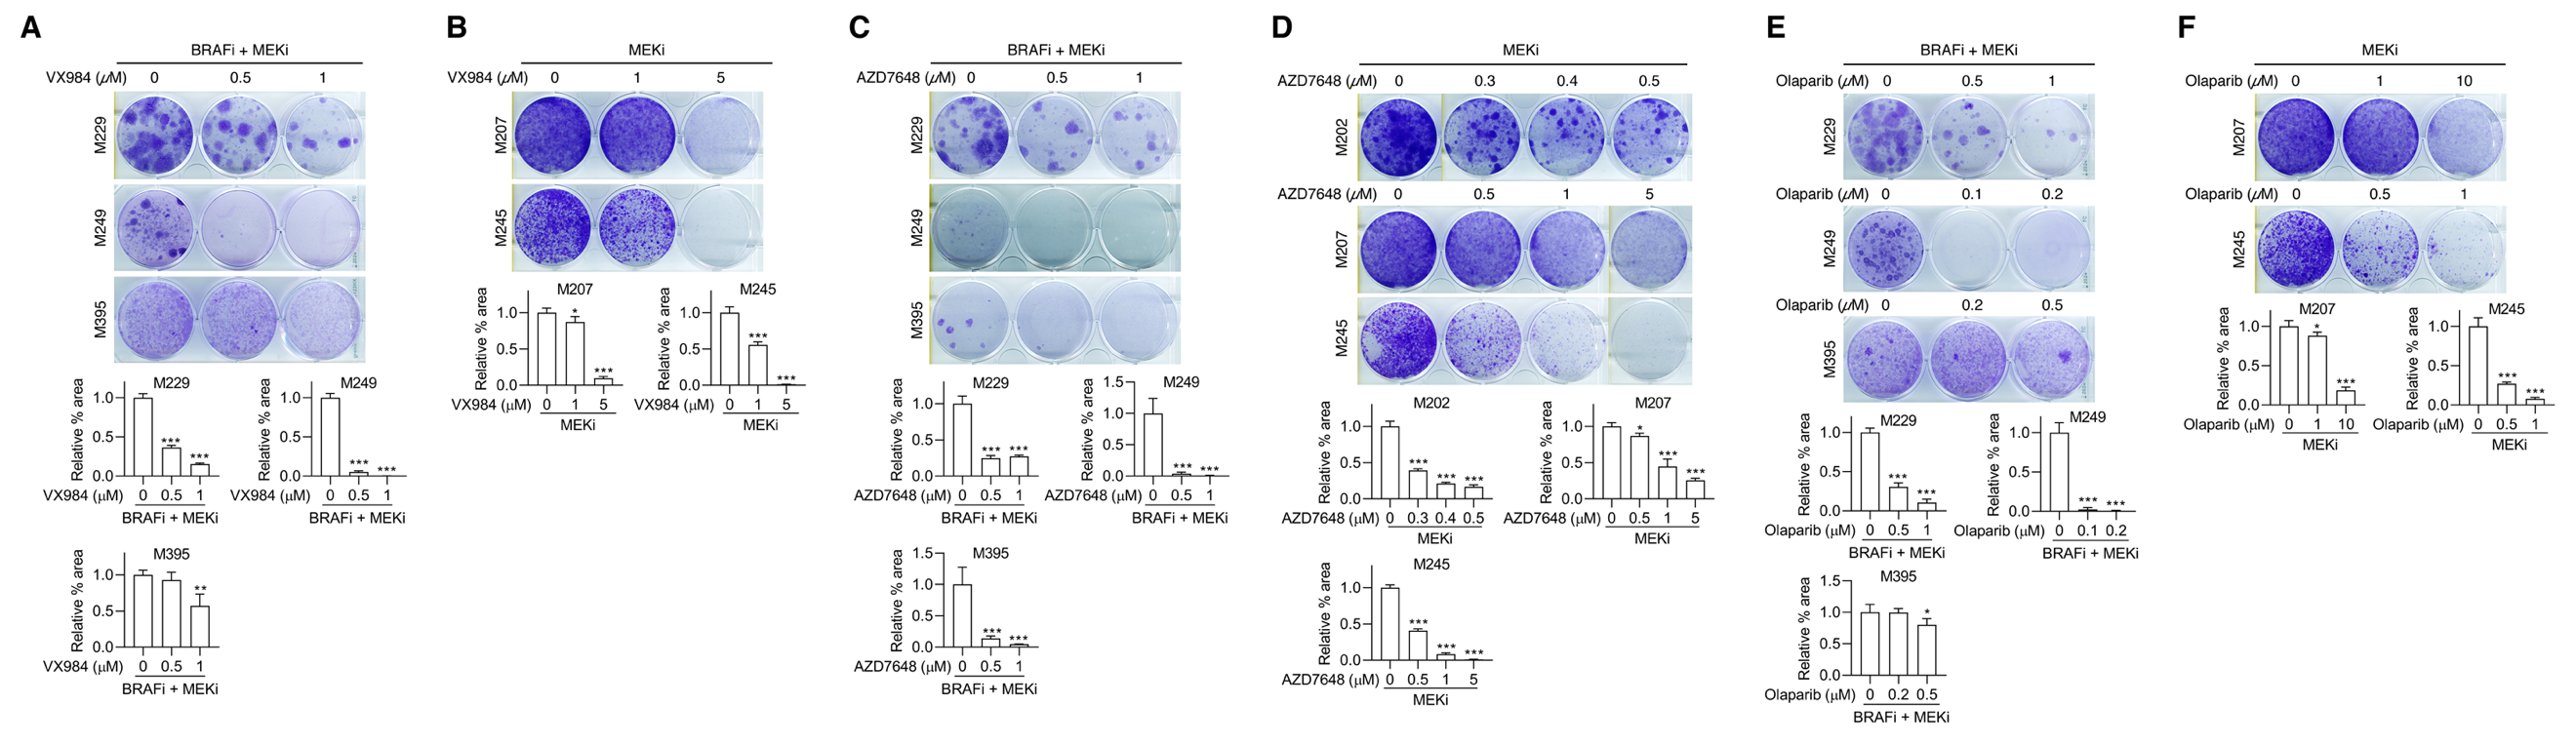 A
BRAFi + MEKi
VX984 (μM) 0 0.5 1
M229
M249
M395
M229
Relative % area
1.0
0.5
0.0
***
***
VX984 (μM) 0 0.5 1
BRAFi + MEKi
M249
Relative % area
1.0
0.5
0.0
***
***
VX984 (μM) 0 0.5 1
BRAFi + MEKi
M395
Relative % area
1.0
0.5
0.0
**
VX984 (μM) 0 0.5 1
BRAFi + MEKi
B
MEKi
VX984 (μM) 0 1 5
M207
M245
M207
Relative % area
1.0
0.5
0.0
*
***
VX984 (μM) 0 1 5
MEKi
M245
Relative % area
1.0
0.5
0.0
***
***
VX984 (μM) 0 1 5
MEKi
C
BRAFi + MEKi
AZD7648 (μM) 0 0.5 1
M229
M249
M395
M229
Relative % area
1.0
0.5
0.0
***
***
AZD7648 (μM) 0 0.5 1
BRAFi + MEKi
M249
Relative % area
1.5
1.0
0.5
0.0
***
***
AZD7648 (μM) 0 0.5 1
BRAFi + MEKi
M395
Relative % area
1.5
1.0
0.5
0.0
***
***
AZD7648 (μM) 0 0.5 1
BRAFi + MEKi
D
MEKi
AZD7648 (μM) 0 0.3 0.4 0.5
M202
AZD7648 (μM) 0 0.5 1 5
M207
M245
M202
Relative % area
1.0
0.5
0.0
***
***
***
AZD7648 (μM) 0 0.3 0.4 0.5
MEKi
M207
Relative % area
1.0
0.5
0.0
*
***
***
AZD7648 (μM) 0 0.5 1 5
MEKi
M245
Relative % area
1.0
0.5
0.0
***
***
***
AZD7648 (μM) 0 0.5 1 5
MEKi
E
BRAFi + MEKi
Olaparib (μM) 0 0.5 1
M229
Olaparib (μM) 0 0.1 0.2
M249
Olaparib (μM) 0 0.2 0.5
M395
M229
Relative % area
1.0
0.5
0.0
***
***
Olaparib (μM) 0 0.5 1
BRAFi + MEKi
M249
Relative % area
1.0
0.5
0.0
***
***
Olaparib (μM) 0 0.1 0.2
BRAFi + MEKi
M395
Relative % area
1.5
1.0
0.5
0.0
*
Olaparib (μM) 0 0.2 0.5
BRAFi + MEKi
F
MEKi
Olaparib (μM) 0 1 10
M207
Olaparib (μM) 0 0.5 1
M245
M207
Relative % area
1.0
0.5
0.0
*
***
Olaparib (μM) 0 1 10
MEKi
M245
Relative % area
1.0
0.5
0.0
***
***
Olaparib (μM) 0 0.5 1
MEKi